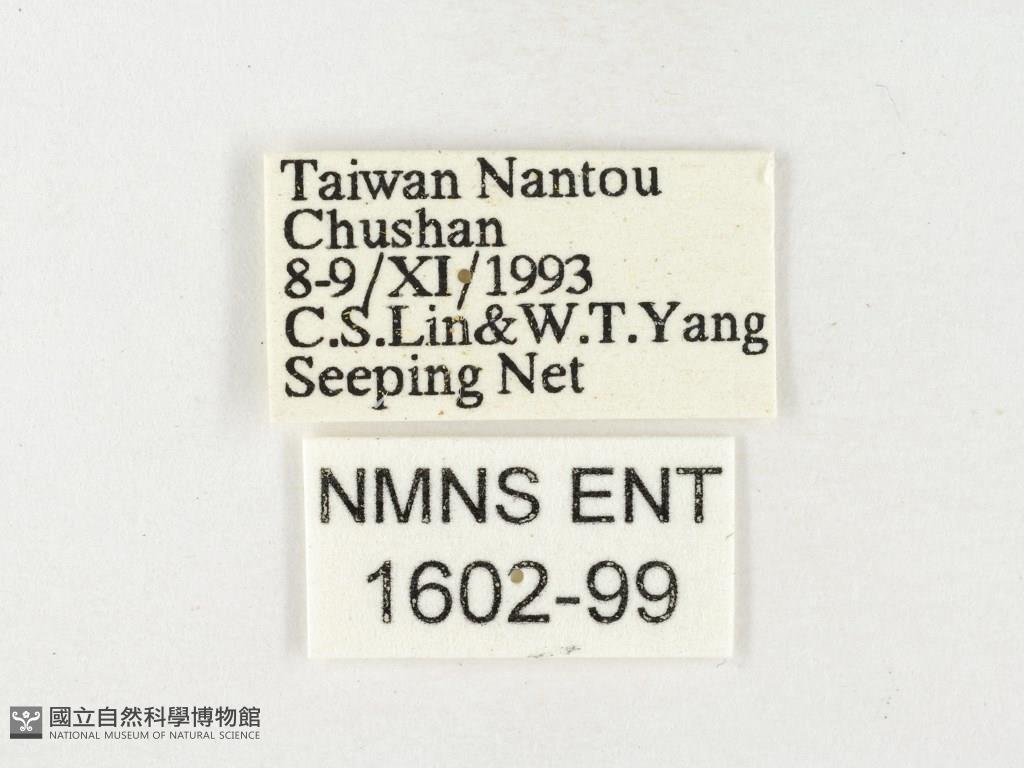 Taiwan Nantou
Chushan
8-9/XI/1993
C.S.Lin&W.T.Yang
Seeping Net
NMNS ENT
1602-99
國立自然科學博物館
NATIONAL MUSEUM OF NATURAL SCIENCE